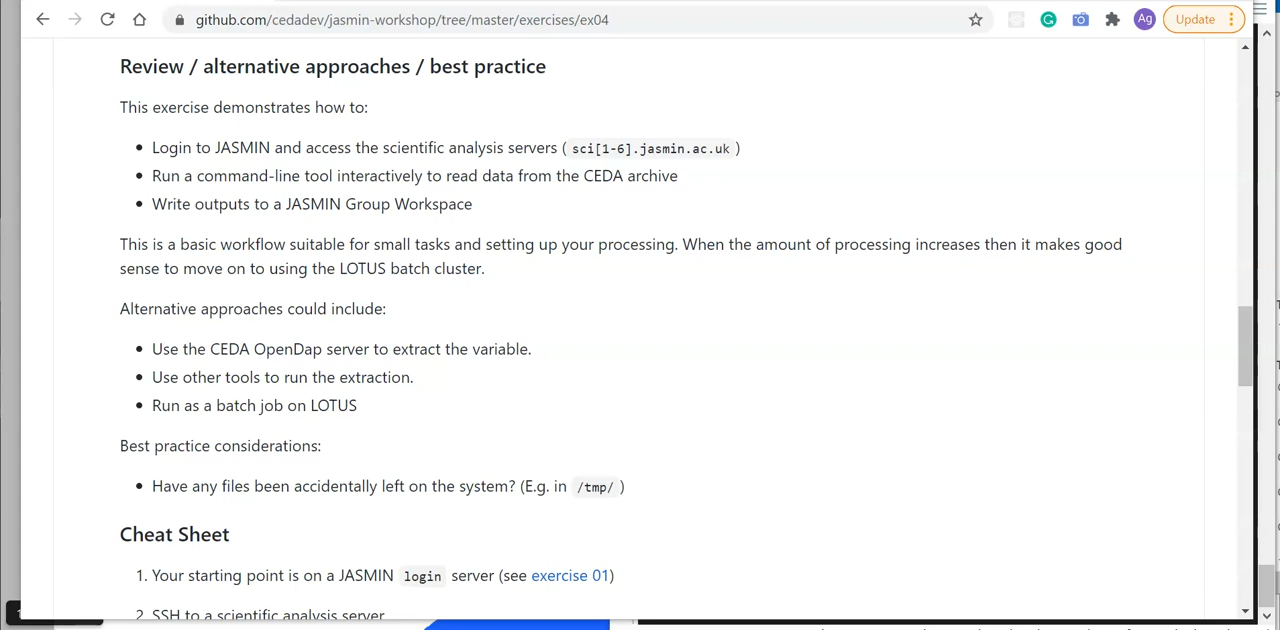 github.com/cedadev/jasmin-workshop/tree/master/exercises/ex04
Ag
Update
Review / alternative approaches / best practice
This exercise demonstrates how to:
• Login to JASMIN and access the scientific analysis servers ( sci[1-6].jasmin.ac.uk )
• Run a command-line tool interactively to read data from the CEDA archive
• Write outputs to a JASMIN Group Workspace
This is a basic workflow suitable for small tasks and setting up your processing. When the amount of processing increases then it makes good
sense to move on to using the LOTUS batch cluster.
Alternative approaches could include:
• Use the CEDA OpenDap server to extract the variable.
• Use other tools to run the extraction.
• Run as a batch job on LOTUS
Best practice considerations:
• Have any files been accidentally left on the system? (E.g. in /tmp/ )
Cheat Sheet
1. Your starting point is on a JASMIN login server (see exercise 01)
2. SSH to a scientific analysis server